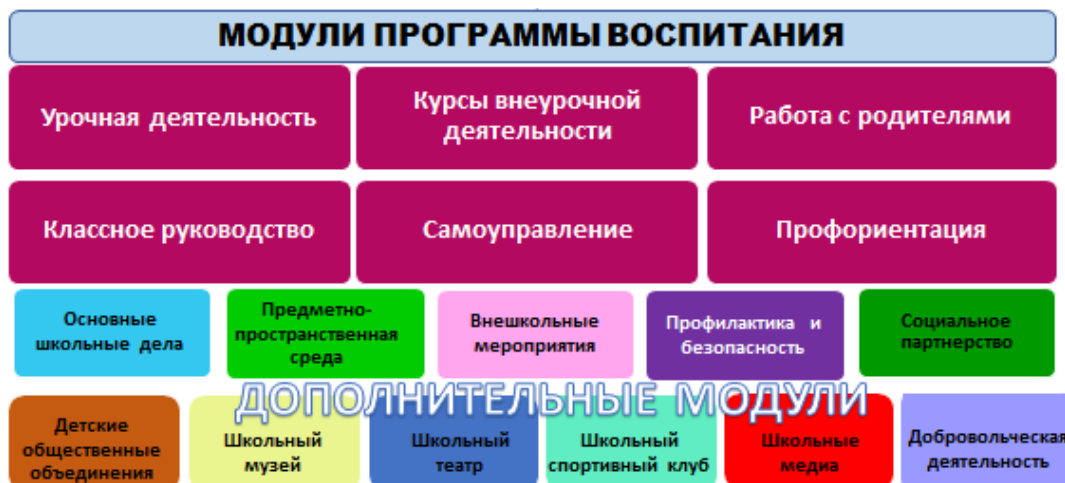 МОДУЛИ ПРОГРАММЫ ВОСПИТАНИЯ
Урочная деятельность
Курсы внеурочной
деятельности
Работа с родителями
Классное руководство
Самоуправление
Профориентация
Основные
школьные дела
Предметно-
пространственная
среда
Внешкольные
мероприятия
Профилактика и
безопасность
Социальное
партнерство
ДОПОЛНИТЕЛЬНЫЕ МОДУЛИ
Детские
общественные
объединения
Школьный
музей
Школьный
театр
Школьный
спортивный клуб
Школьные
медиа
Добровольческая
деятельность